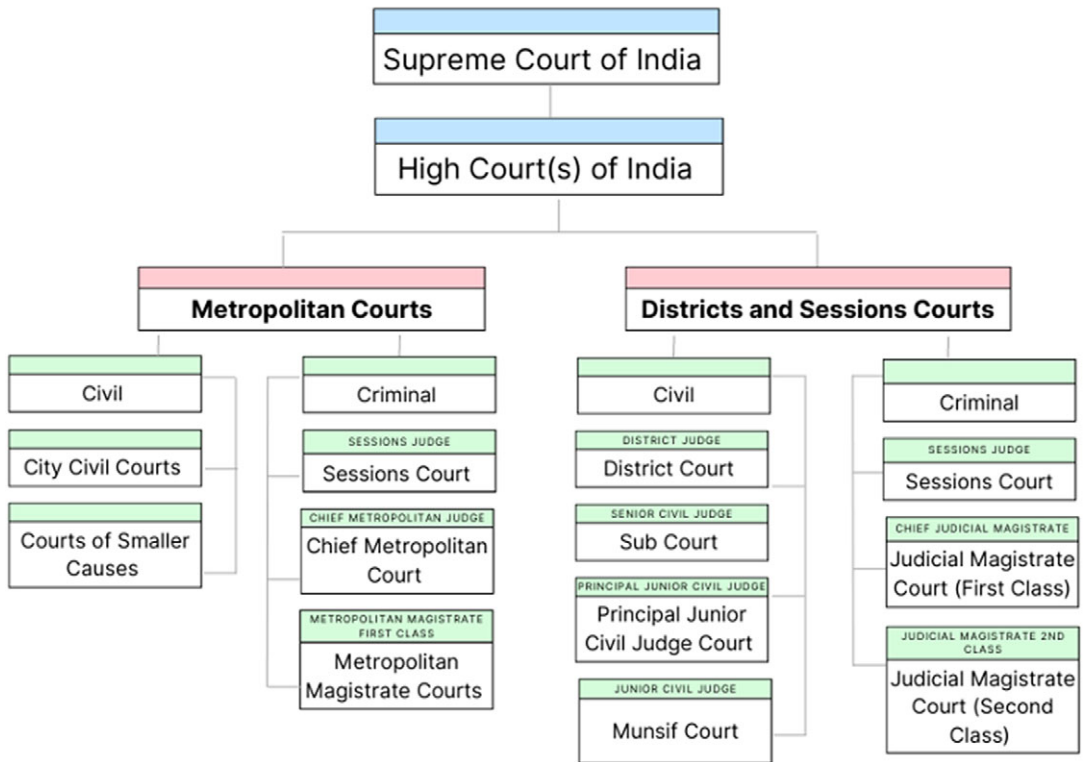 Supreme Court of India
High Court(s) of India
Metropolitan Courts
Civil
City Civil Courts
Courts of Smaller
Causes
Criminal
SESSIONS JUDGE
Sessions Court
CHIEF METROPOLITAN JUDGE
Chief Metropolitan
Court
METROPOLITAN MAGISTRATE
FIRST CLASS
Metropolitan
Magistrate Courts
Districts and Sessions Courts
Civil
DISTRICT JUDGE
District Court
SENIOR CIVIL JUDGE
Sub Court
PRINCIPAL JUNIOR CIVIL JUDGE
Principal Junior
Civil Judge Court
JUNIOR CIVIL JUDGE
Munsif Court
Criminal
SESSIONS JUDGE
Sessions Court
CHIEF JUDICIAL MAGISTRATE
Judicial Magistrate
Court (First Class)
JUDICIAL MAGISTRATE 2ND
CLASS
Judicial Magistrate
Court (Second
Class)